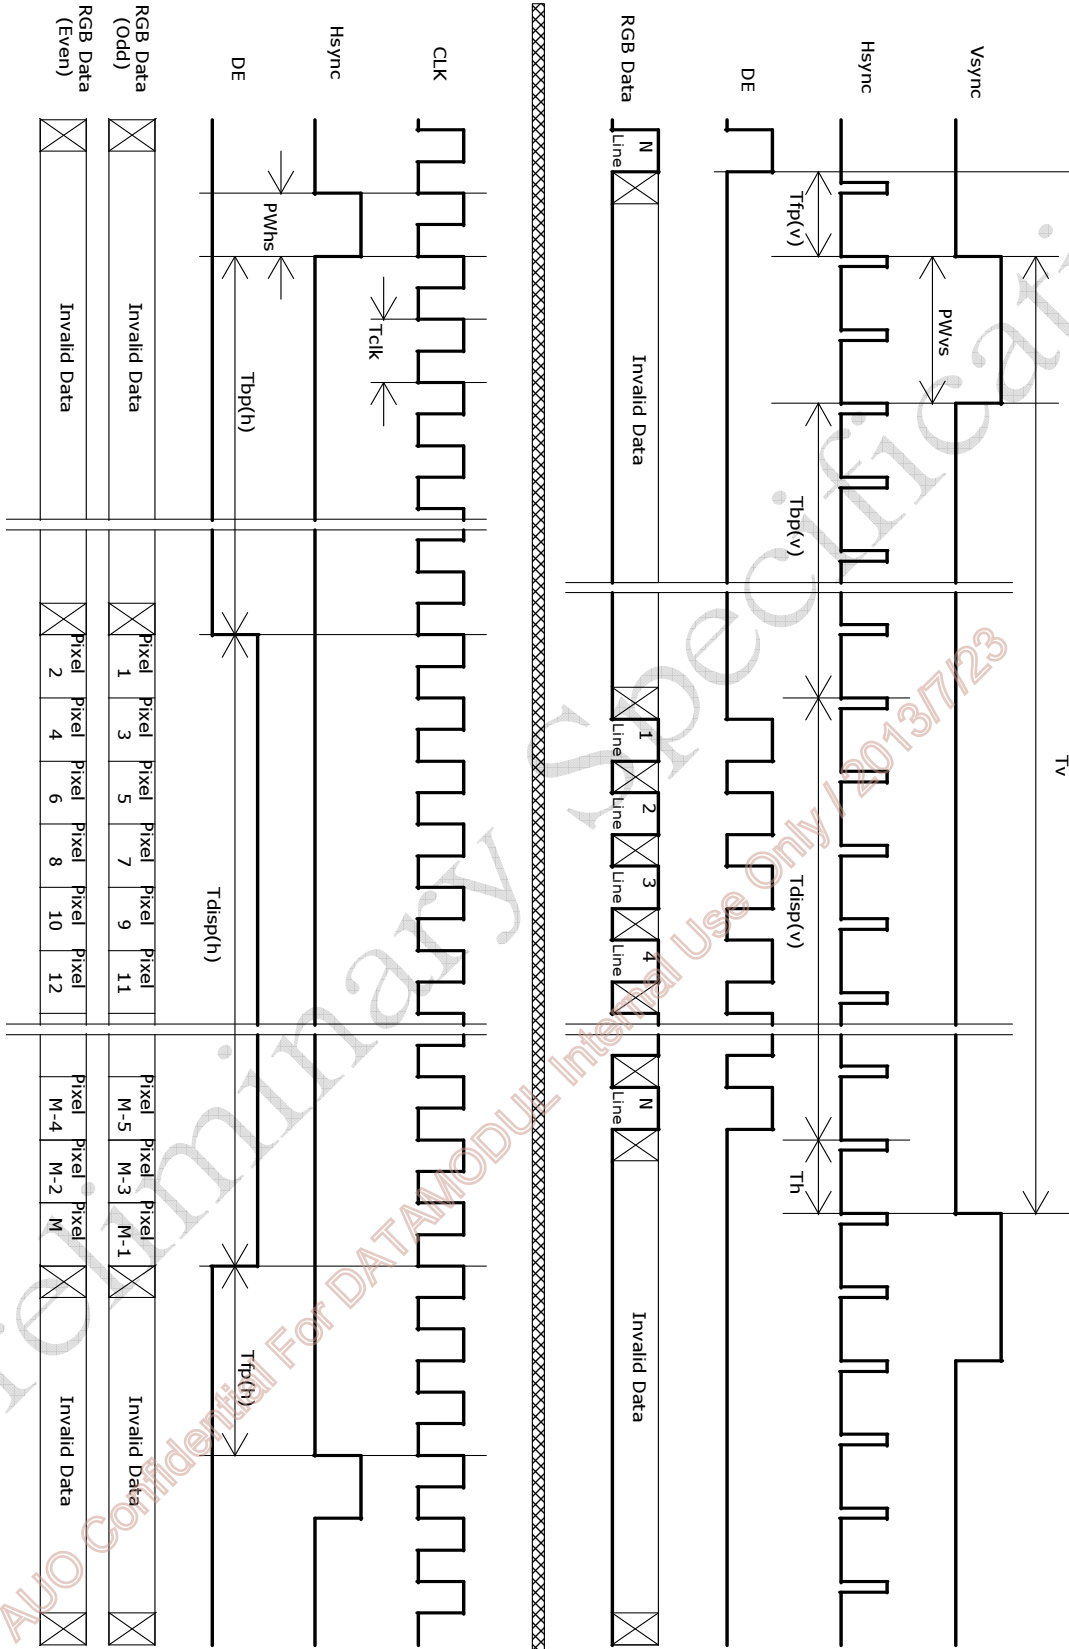 Vsync
Tv
PWvs
Hsync
Tfp(v)
Tbp(v)
Tdisp(v)
Th
DE
RGB Data
N
Line
Invalid Data
1
Line
2
Line
3
Line
4
Line
N
Line
Invalid Data
CLK
Tclk
Hsync
PWhs
DE
Tbp(h)
Tdisp(h)
Tfp(h)
RGB Data
(Odd)
Invalid Data
Pixel
1
Pixel
3
Pixel
5
Pixel
7
Pixel
9
Pixel
11
Pixel
M-5
Pixel
M-3
Pixel
M-1
Invalid Data
RGB Data
(Even)
Invalid Data
Pixel
2
Pixel
4
Pixel
6
Pixel
8
Pixel
10
Pixel
12
Pixel
M-4
Pixel
M-2
Pixel
M
Invalid Data
AUO Confidential For DATAMODUL Internal Use Only / 2013/7/23